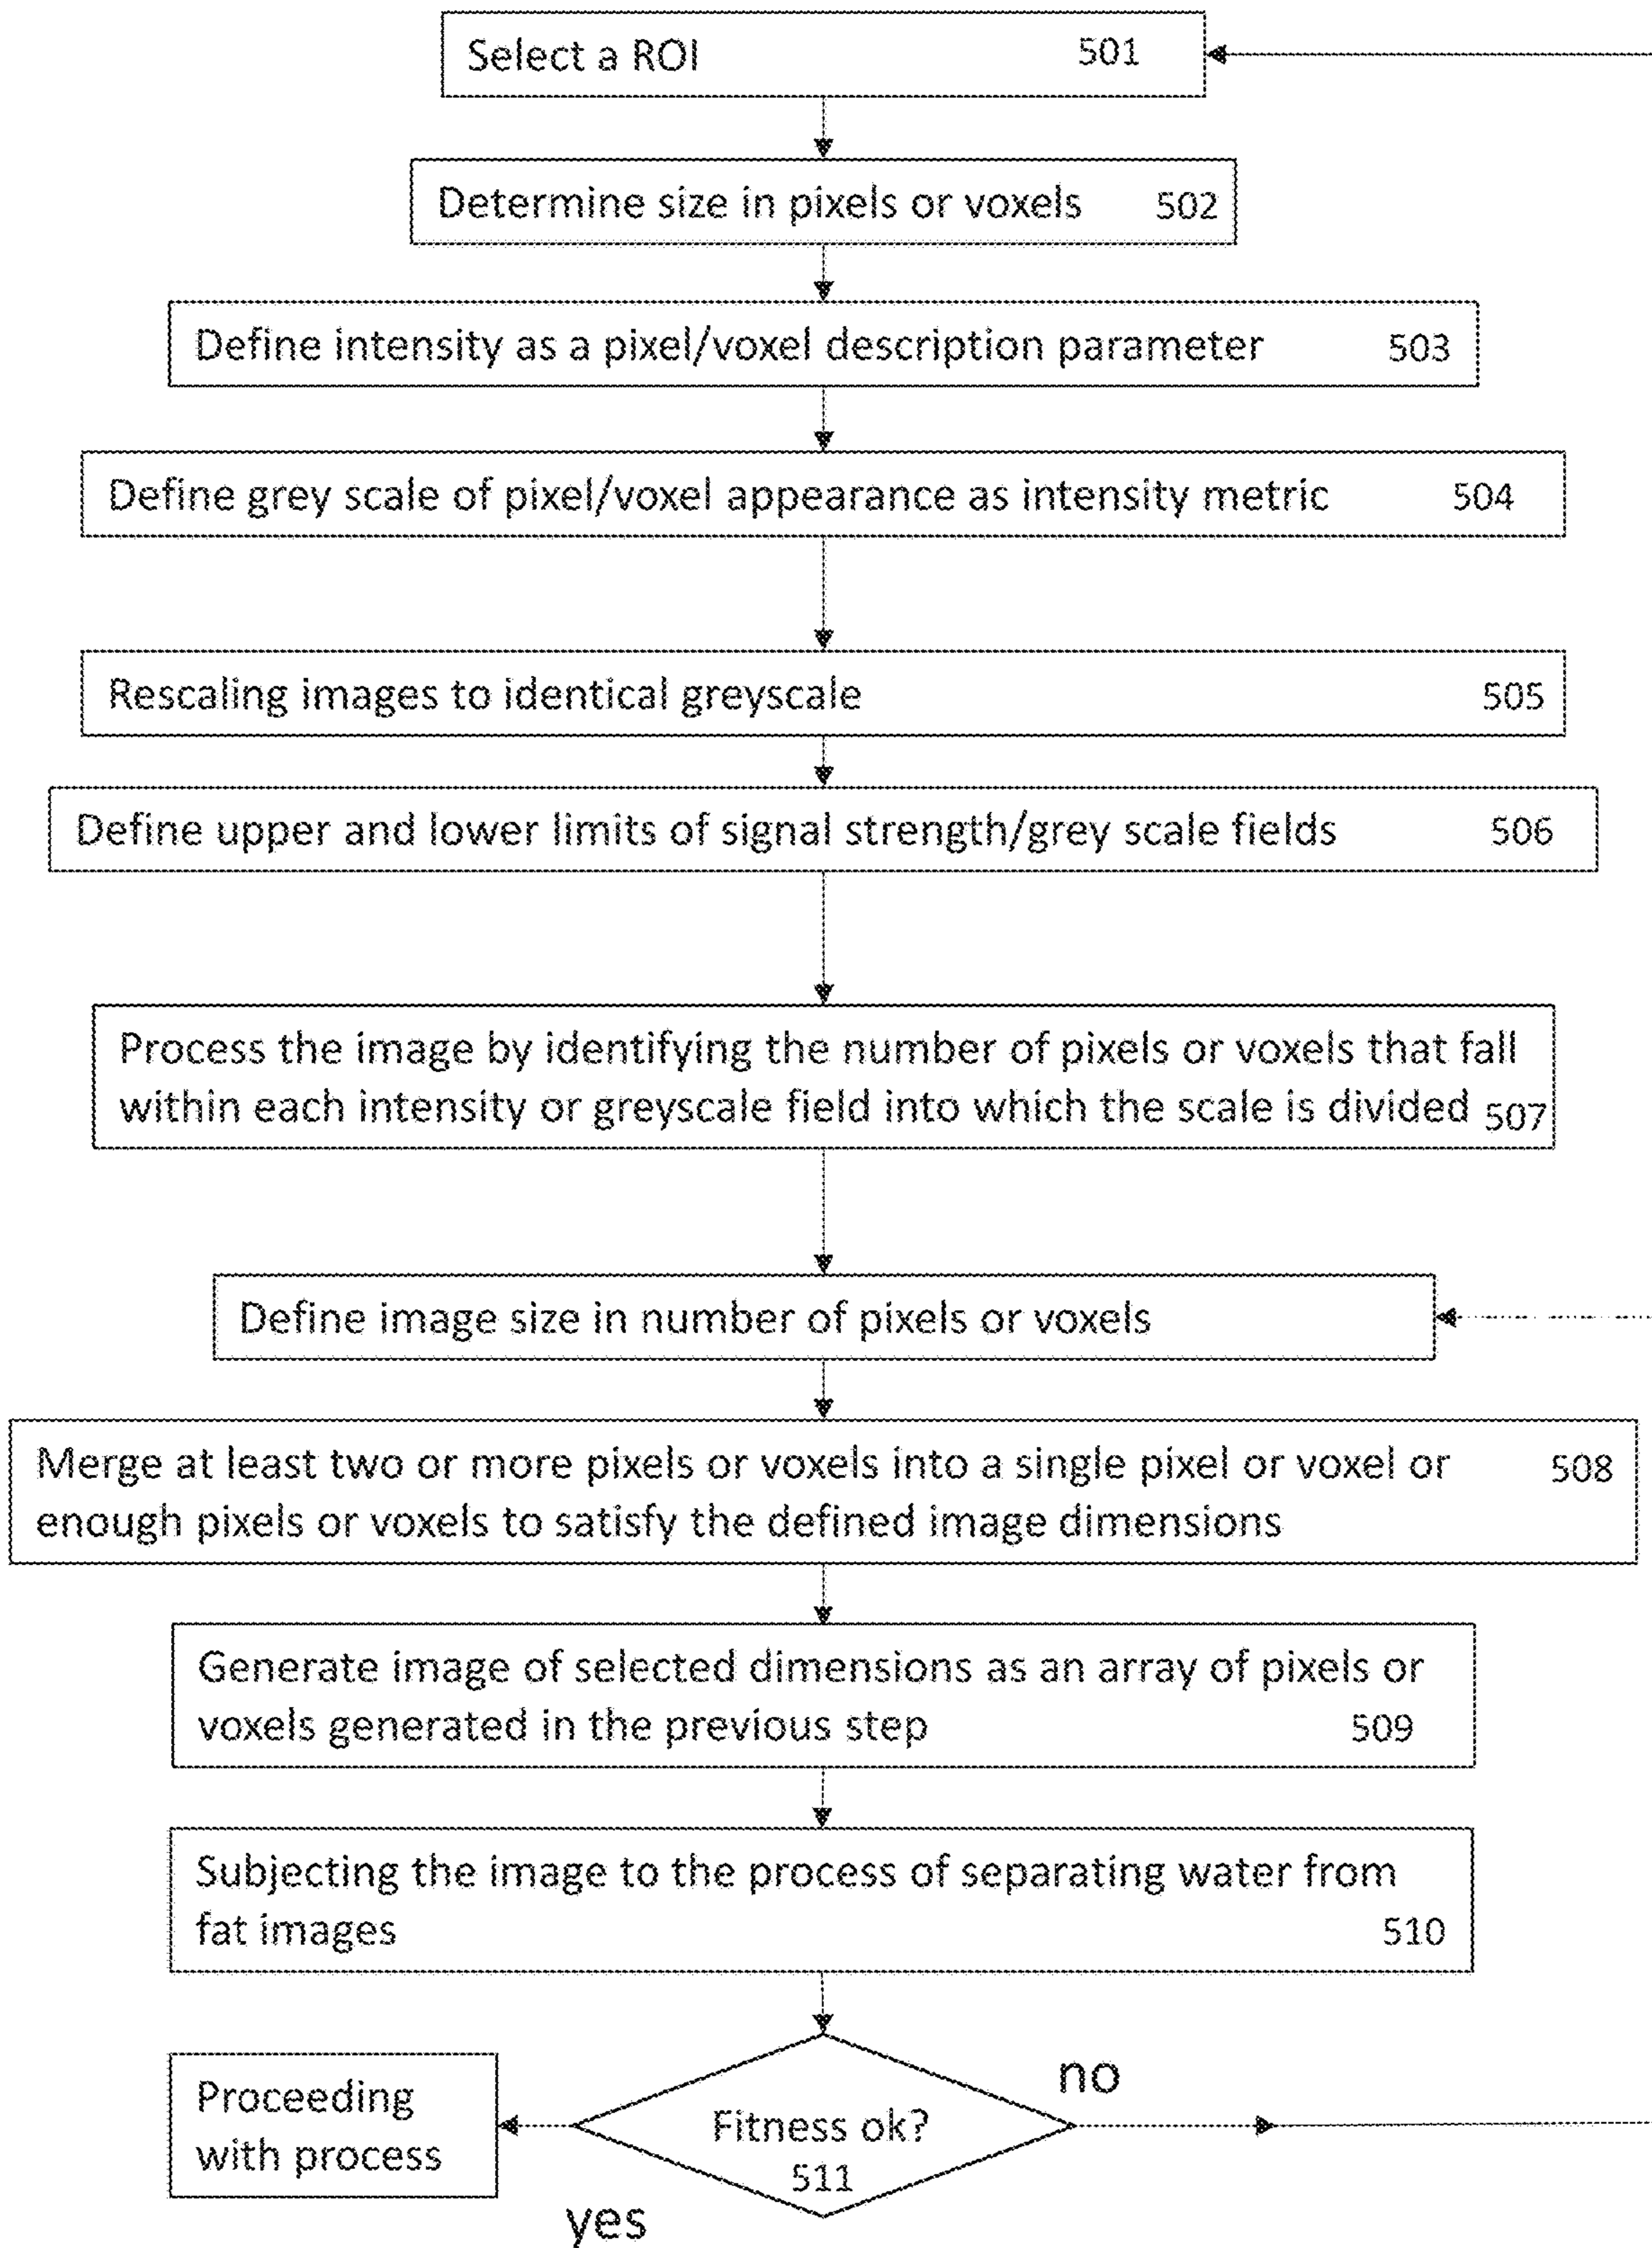 Select a ROI 501
Determine size in pixels or voxels 502
Define intensity as a pixel/voxel description parameter 503
Define grey scale of pixel/voxel appearance as intensity metric 504
Rescaling images to identical greyscale 505
Define upper and lower limits of signal strength/grey scale fields 506
Process the image by identifying the number of pixels or voxels that fall
within each intensity or greyscale field into which the scale is divided 507
Define image size in number of pixels or voxels
Merge at least two or more pixels or voxels into a single pixel or voxel or 508
enough pixels or voxels to satisfy the defined image dimensions
Generate image of selected dimensions as an array of pixels or
voxels generated in the previous step 509
Subjecting the image to the process of separating water from
fat images 510
no
Proceeding
with process
Fitness ok?
511
yes